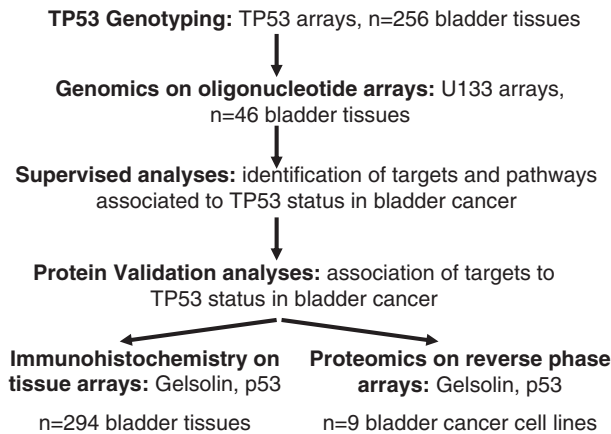 TP53 Genotyping: TP53 arrays, n=256 bladder tissues
Genomics on oligonucleotide arrays: U133 arrays,
n=46 bladder tissues
Supervised analyses: identification of targets and pathways
associated to TP53 status in bladder cancer
Protein Validation analyses: association of targets to
TP53 status in bladder cancer
Immunohistochemistry on
tissue arrays: Gelsolin, p53
n=294 bladder tissues
Proteomics on reverse phase
arrays: Gelsolin, p53
n=9 bladder cancer cell lines